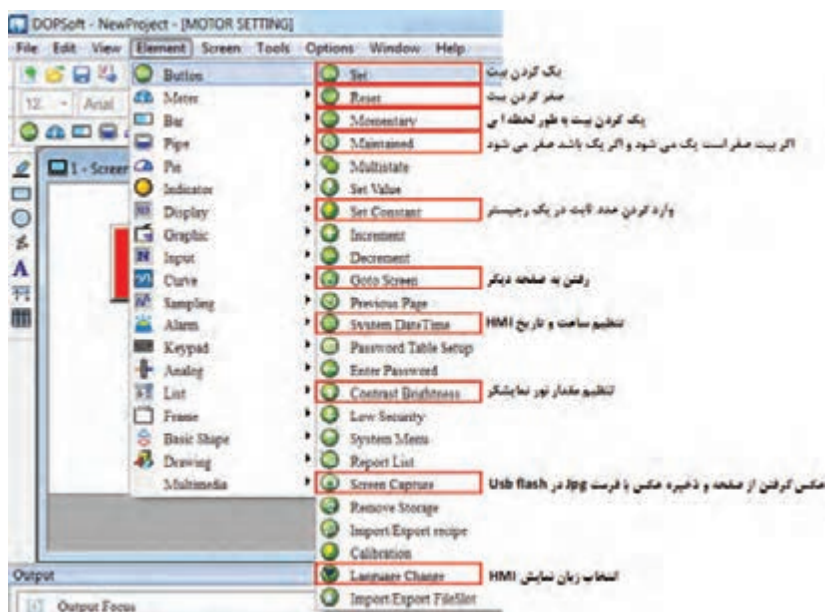 DOPSoft - NewProject - [MOTOR SETTING]
File Edit View Element Screen Tools Options Window Help
12 Arial
1 - Screen
Button
Meter
Bar
Pipe
Pie
Indicator
Display
Graphic
Input
Curve
Sampling
Alarm
Keypad
Analog
List
Frame
Basic Shape
Drawing
Multimedia
Set یک کردن بیت
Reset صفر کردن بیت
Momentary یک کردن بیت به طور لحظه ا ی
Maintained اگر بیت صفر است یک می شود و اگر یک باشد صفر می شود
Multistate
Set Value
Set Constant وارد کردن عدد ثابت در یک رجیستر
Increment
Decrement
Goto Screen رفتن به صفحه دیگر
Previous Page
System DateTime تنظیم ساعت و تاریخ HMI
Password Table Setup
Enter Password
Contrast Brightness تنظیم مقدار نور نمایشگر
Low Security
System Menu
Report List
Screen Capture عکس گرفتن از صفحه و ذخیره عکس با فرمت Jpg در Usb flash
Remove Storage
Import/Export recipe
Calibration
Language Change انتخاب زبان نمایش HMI
Import/Export FileSlot
Output
Output Focus